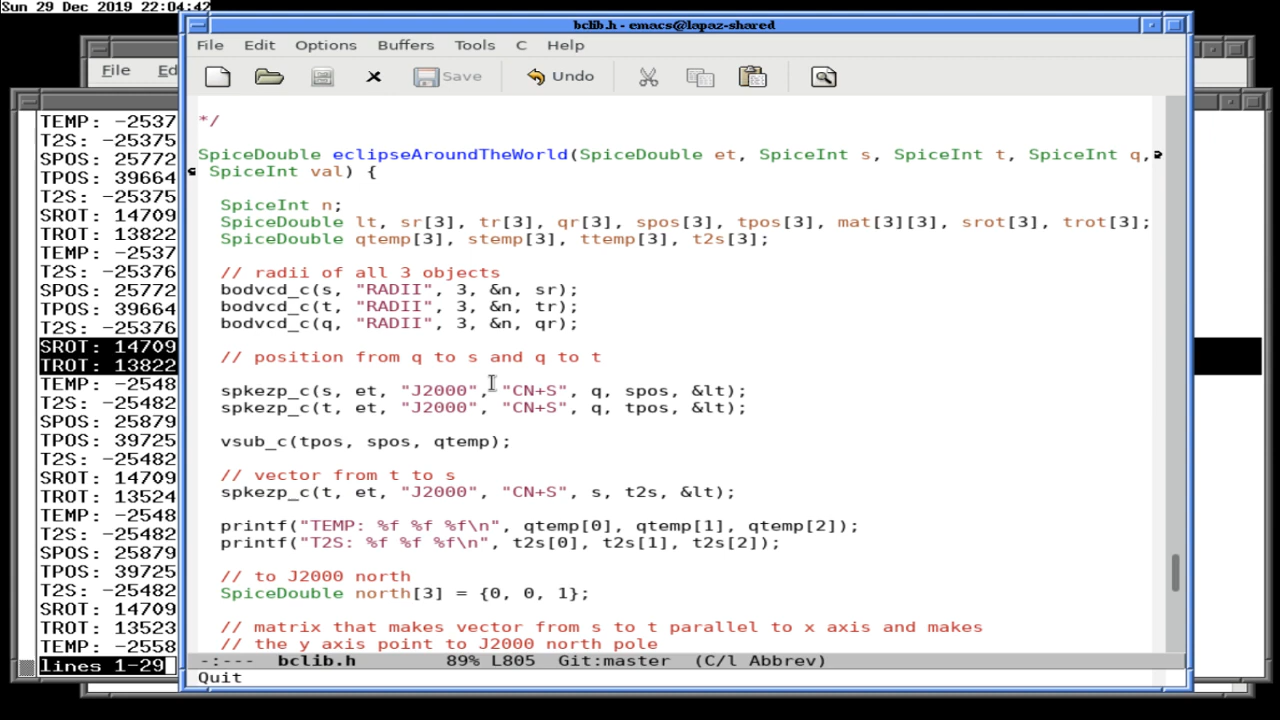 Sun 29 Dec 2019 22:04:42
bclib.h - emacs@lapaz-shared
File Edit Options Buffers Tools C Help
Save Undo
File Ed
*/
SpiceDouble eclipseAroundTheWorld(SpiceDouble et, SpiceInt s, SpiceInt t, SpiceInt q,
SpiceInt val) {
SpiceInt n;
SpiceDouble lt, sr[3], tr[3], qr[3], spos[3], tpos[3], mat[3][3], srot[3], trot[3];
SpiceDouble qtemp[3], stemp[3], ttemp[3], t2s[3];
// radii of all 3 objects
bodvcd_c(s, "RADII", 3, &n, sr);
bodvcd_c(t, "RADII", 3, &n, tr);
bodvcd_c(q, "RADII", 3, &n, qr);
// position from q to s and q to t
spkezp_c(s, et, "J2000", "CN+S", q, spos, &lt);
spkezp_c(t, et, "J2000", "CN+S", q, tpos, &lt);
vsub_c(tpos, spos, qtemp);
// vector from t to s
spkezp_c(t, et, "J2000", "CN+S", s, t2s, &lt);
printf("TEMP: %f %f %f\n", qtemp[0], qtemp[1], qtemp[2]);
printf("T2S: %f %f %f\n", t2s[0], t2s[1], t2s[2]);
// to J2000 north
SpiceDouble north[3] = {0, 0, 1};
// matrix that makes vector from s to t parallel to x axis and makes
// the y axis point to J2000 north pole
-:--- bclib.h 89% L805 Git:master (C/l Abbrev)
Quit
TEMP: -2537
T2S: -25375
SPOS: 25772
TPOS: 39664
T2S: -25375
SROT: 14709
TROT: 13822
TEMP: -2537
T2S: -25376
SPOS: 25772
TPOS: 39664
T2S: -25376
SROT: 14709
TROT: 13822
TEMP: -2548
T2S: -25482
SPOS: 25879
TPOS: 39725
T2S: -25482
SROT: 14709
TROT: 13524
TEMP: -2548
T2S: -25482
SPOS: 25879
TPOS: 39725
T2S: -25482
SROT: 14709
TROT: 13523
TEMP: -2558
lines 1-29